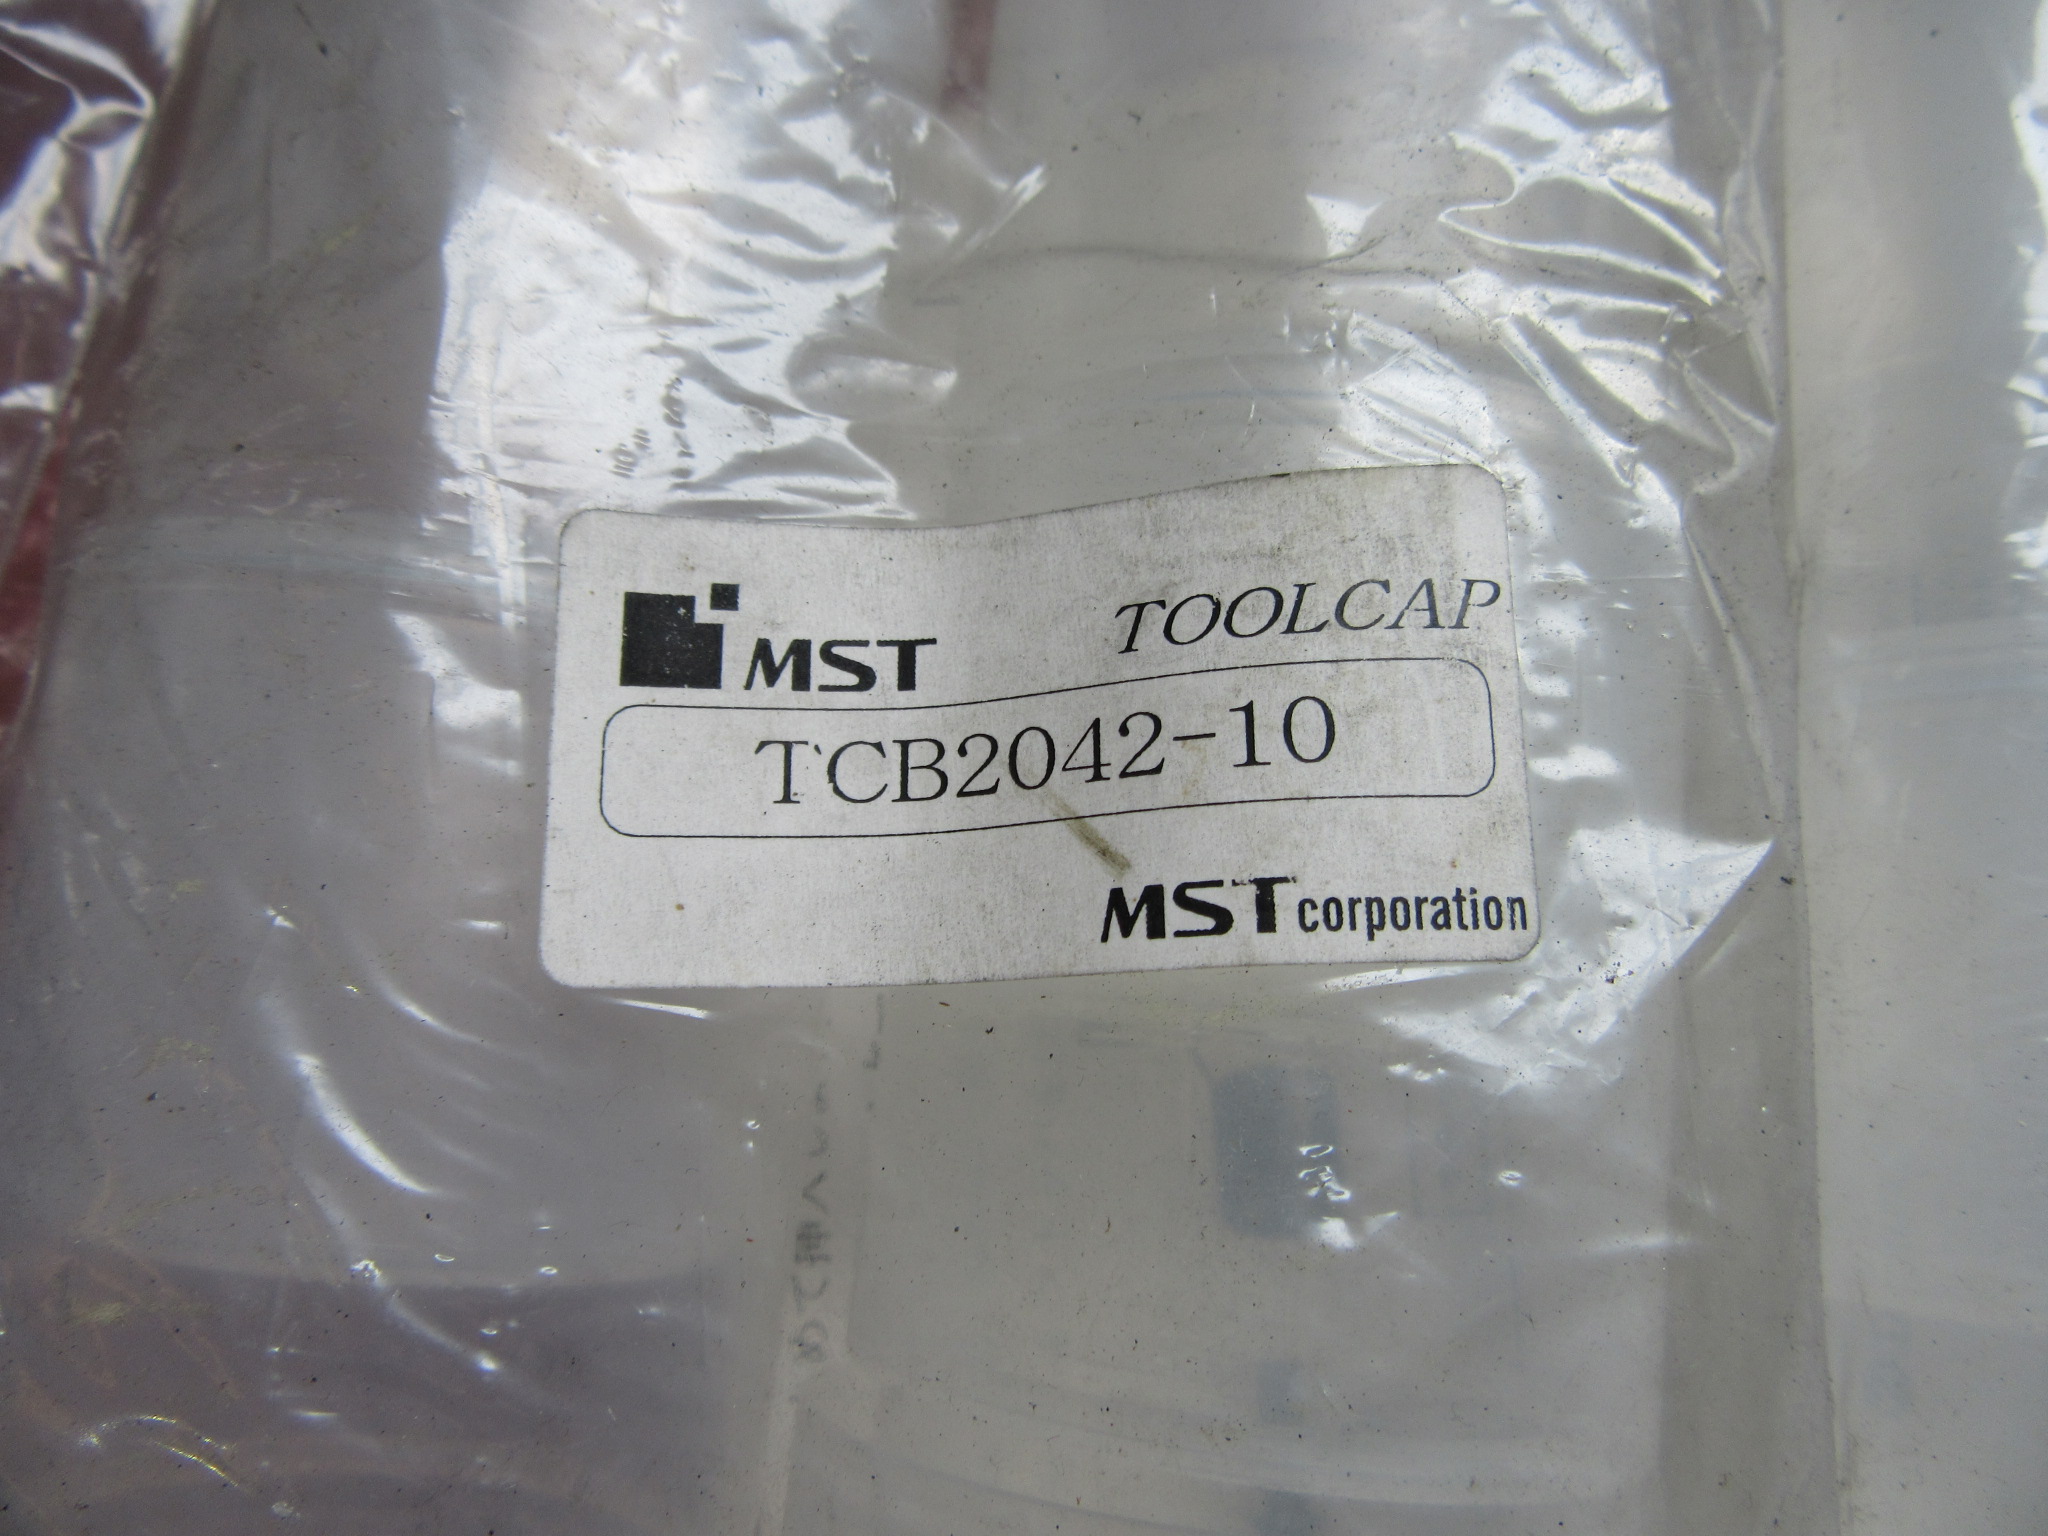 MST TOOLCAP
TCB2042-10
MST corporation